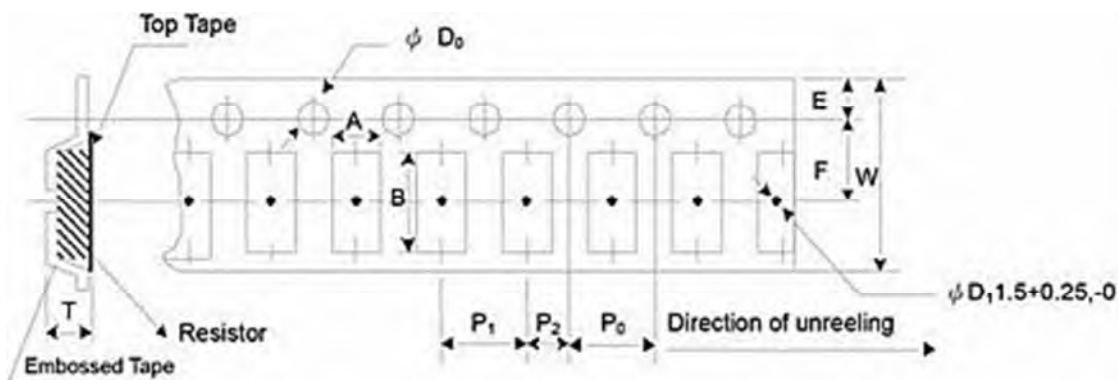 Top Tape
ψ D₀
E
A
F
W
B
ψ D₁1.5+0.25,-0
T
P₁ P₂ P₀ Direction of unreeling
Resistor
Embossed Tape